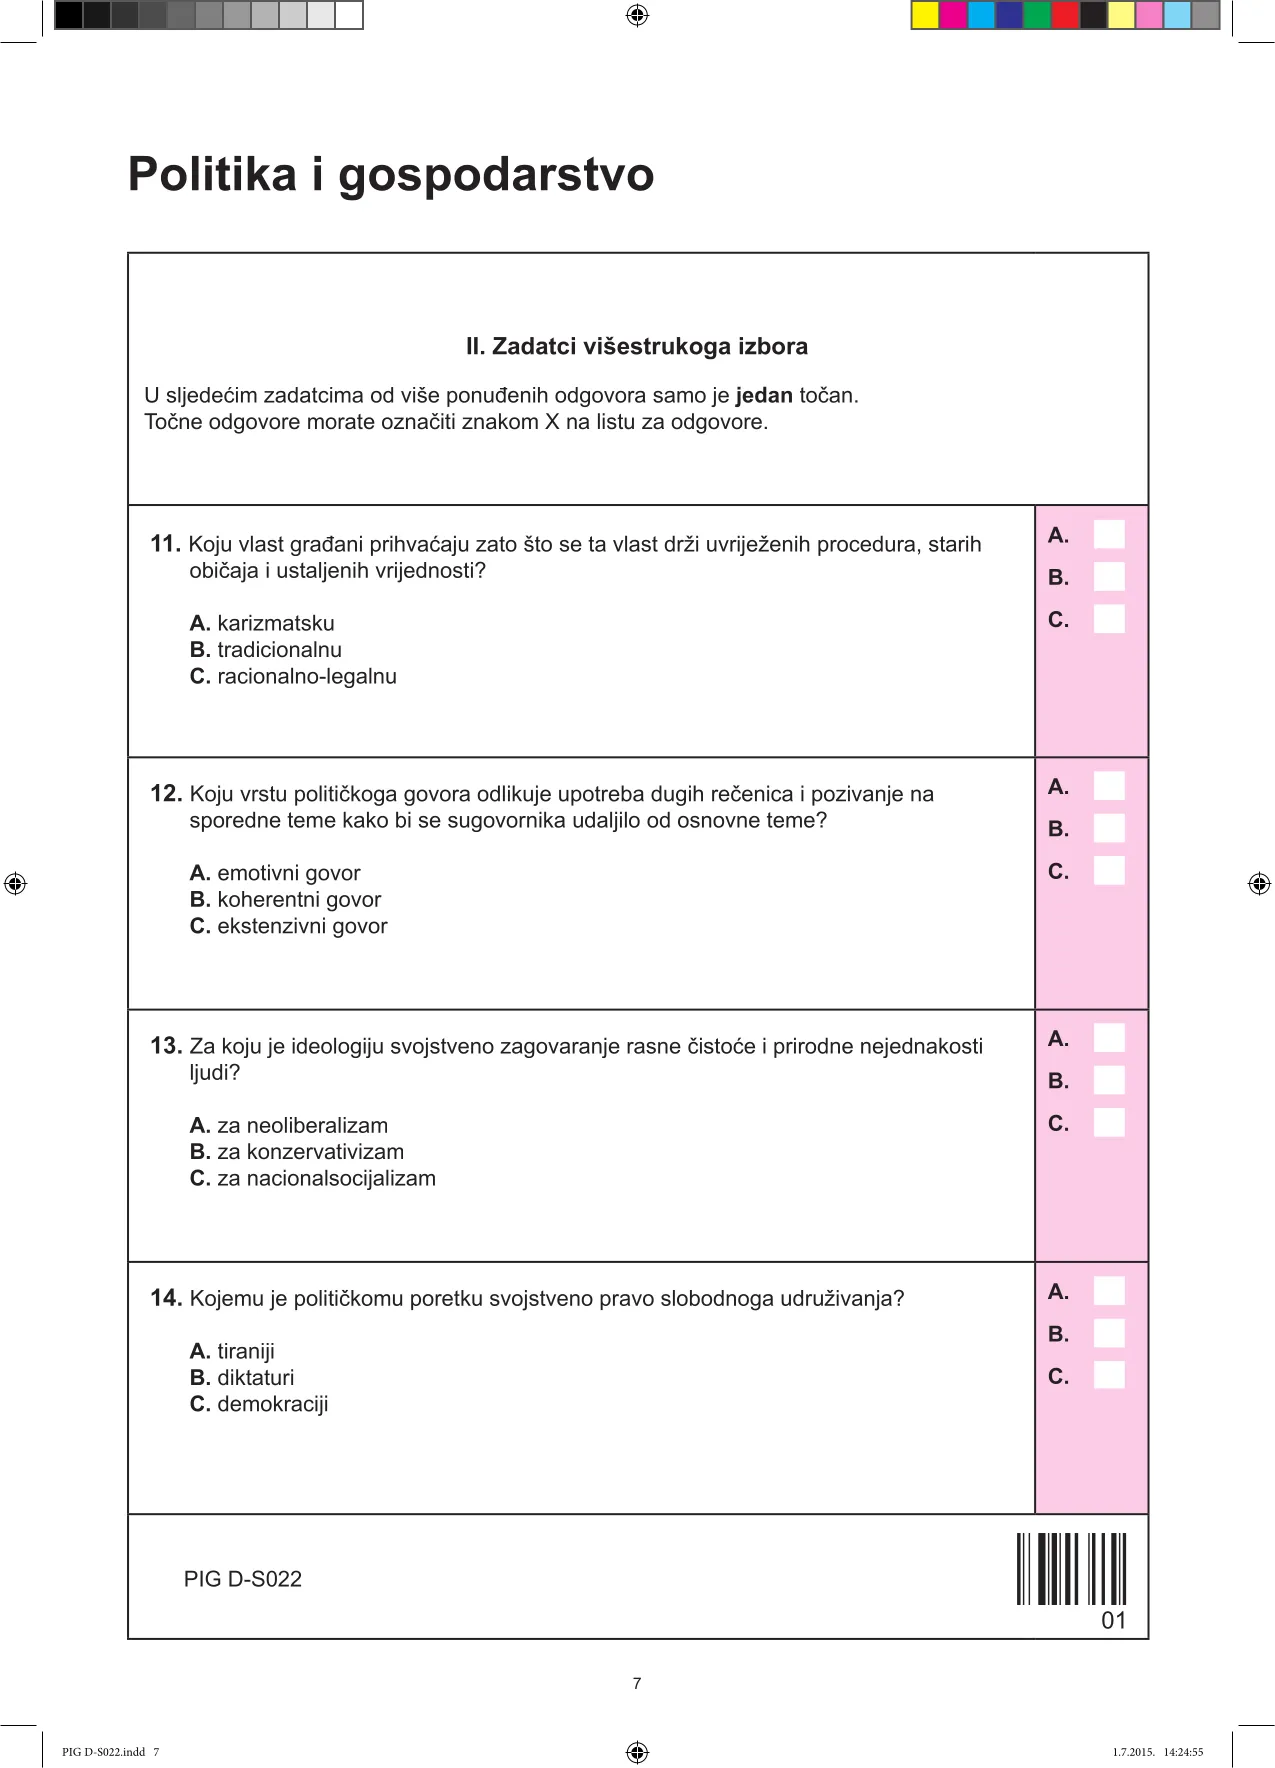 Politika i gospodarstvo
II. Zadatci višestrukoga izbora
U sljedećim zadatcima od više ponuđenih odgovora samo je jedan točan.
Točne odgovore morate označiti znakom X na listu za odgovore.
11. Koju vlast građani prihvaćaju zato što se ta vlast drži uvriježenih procedura, starih
običaja i ustaljenih vrijednosti?
A. karizmatsku
B. tradicionalnu
C. racionalno-legalnu
A.
B.
C.
12. Koju vrstu političkoga govora odlikuje upotreba dugih rečenica i pozivanje na
sporedne teme kako bi se sugovornika udaljilo od osnovne teme?
A. emotivni govor
B. koherentni govor
C. ekstenzivni govor
A.
B.
C.
13. Za koju je ideologiju svojstveno zagovaranje rasne čistoće i prirodne nejednakosti
ljudi?
A. za neoliberalizam
B. za konzervativizam
C. za nacionalsocijalizam
A.
B.
C.
14. Kojemu je političkomu poretku svojstveno pravo slobodnoga udruživanja?
A. tiraniji
B. diktaturi
C. demokraciji
A.
B.
C.
PIG D-S022
01
7
PIG D-S022.indd 7
1.7.2015. 14:24:55